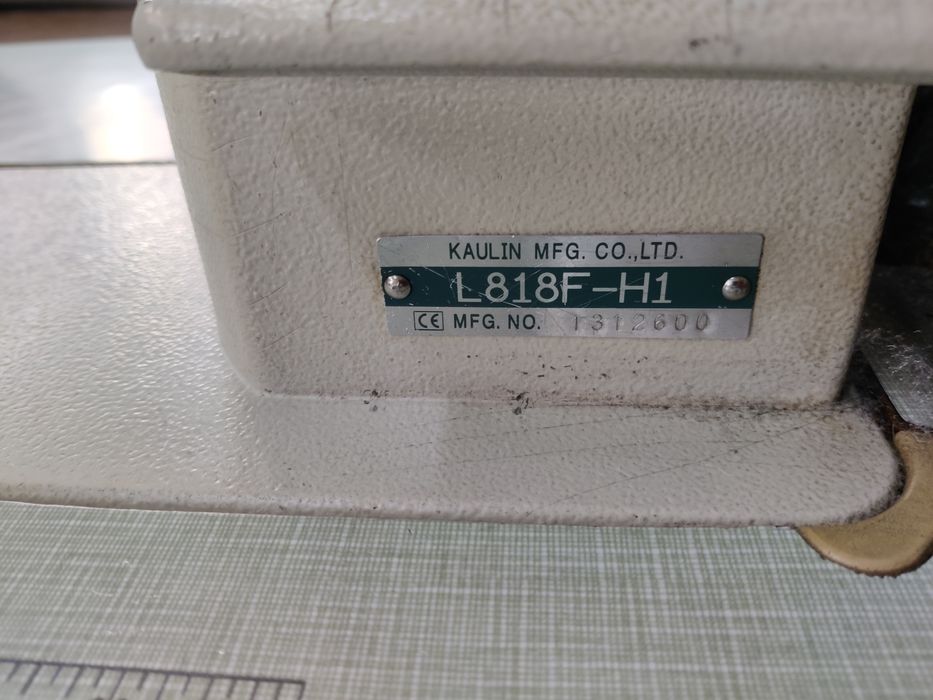 KAULIN MFG. CO.,LTD.
L818F-H1
CE MFG. NO. 1312600